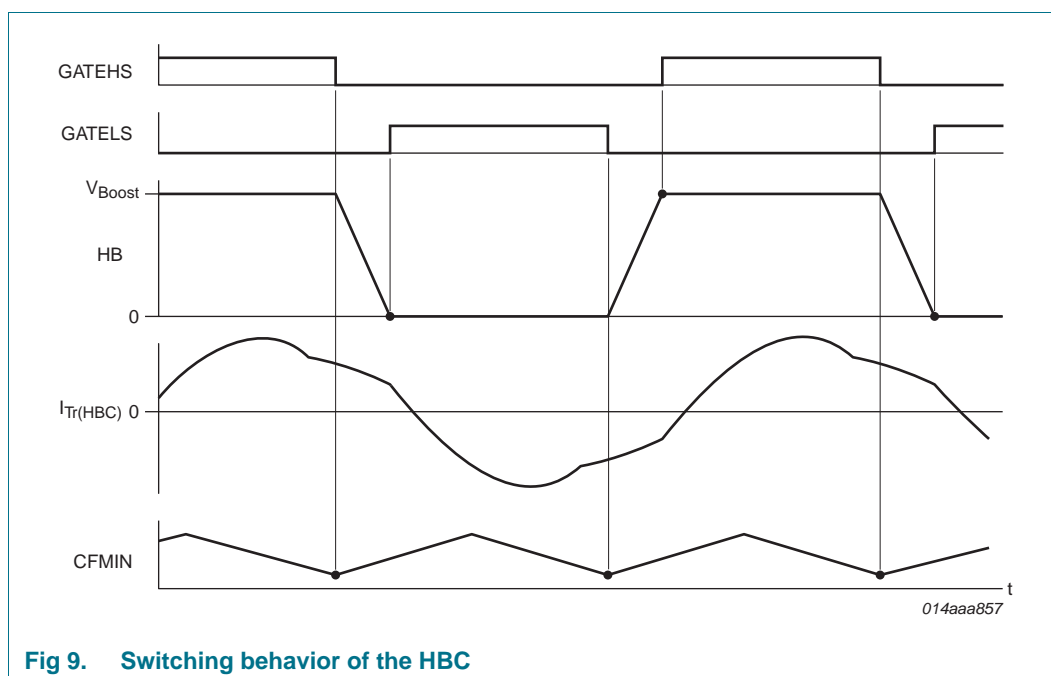 GATEHS
GATELS
VBoost
HB
0
ITr(HBC) 0
CFMIN
t
014aaa857
Fig 9. Switching behavior of the HBC